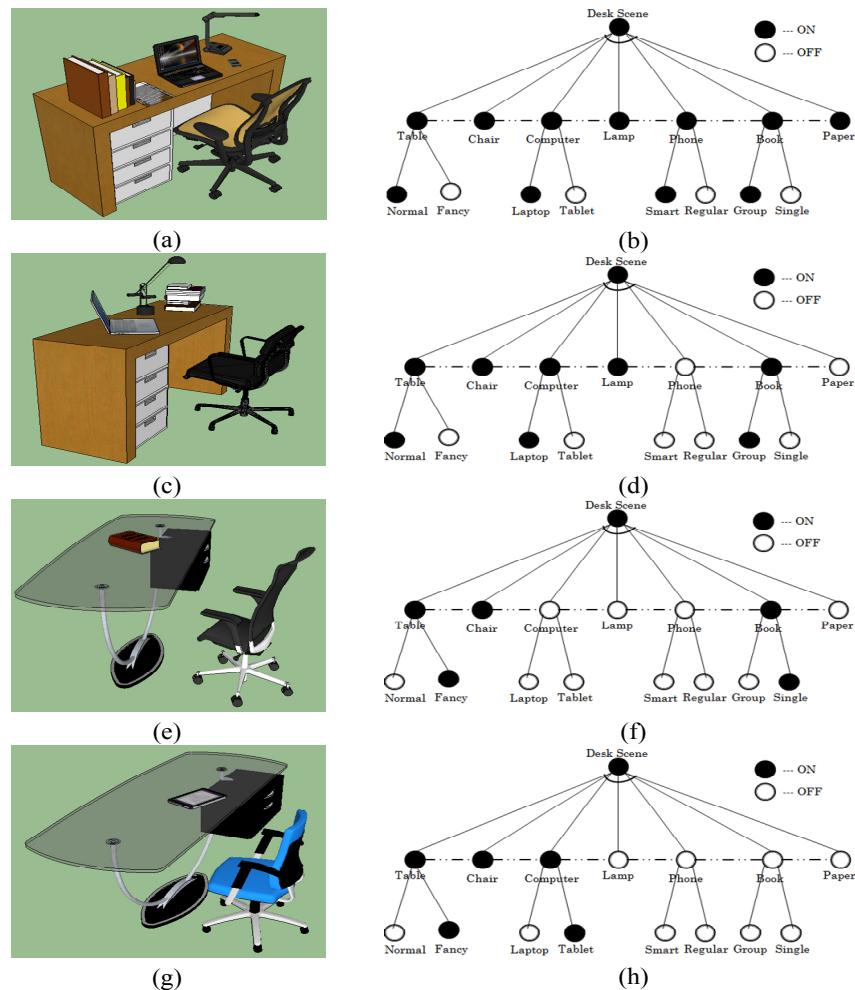 Desk Scene
--- ON
--- OFF
Table Chair Computer Lamp Phone Book Paper
Normal Fancy Laptop Tablet Smart Regular Group Single
(a) (b)
Desk Scene
--- ON
--- OFF
Table Chair Computer Lamp Phone Book Paper
Normal Fancy Laptop Tablet Smart Regular Group Single
(c) (d)
Desk Scene
--- ON
--- OFF
Table Chair Computer Lamp Phone Book Paper
Normal Fancy Laptop Tablet Smart Regular Group Single
(e) (f)
Desk Scene
--- ON
--- OFF
Table Chair Computer Lamp Phone Book Paper
Normal Fancy Laptop Tablet Smart Regular Group Single
(g) (h)